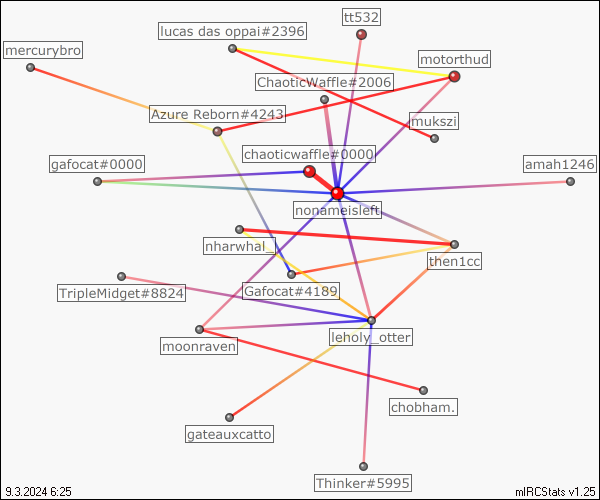 tt532
lucas das oppai#2396
mercurybro
motorthud
ChaoticWaffle#2006
Azure Reborn#4243
mukszi
chaoticwaffle#0000
gafocat#0000
amah1246
nonameisleft
nharwhal_
then1cc
Gafocat#4189
TripleMidget#8824
leholy_otter
moonraven
chobham.
gateauxcatto
Thinker#5995
9.3.2024 6:25
mIRCStats v1.25